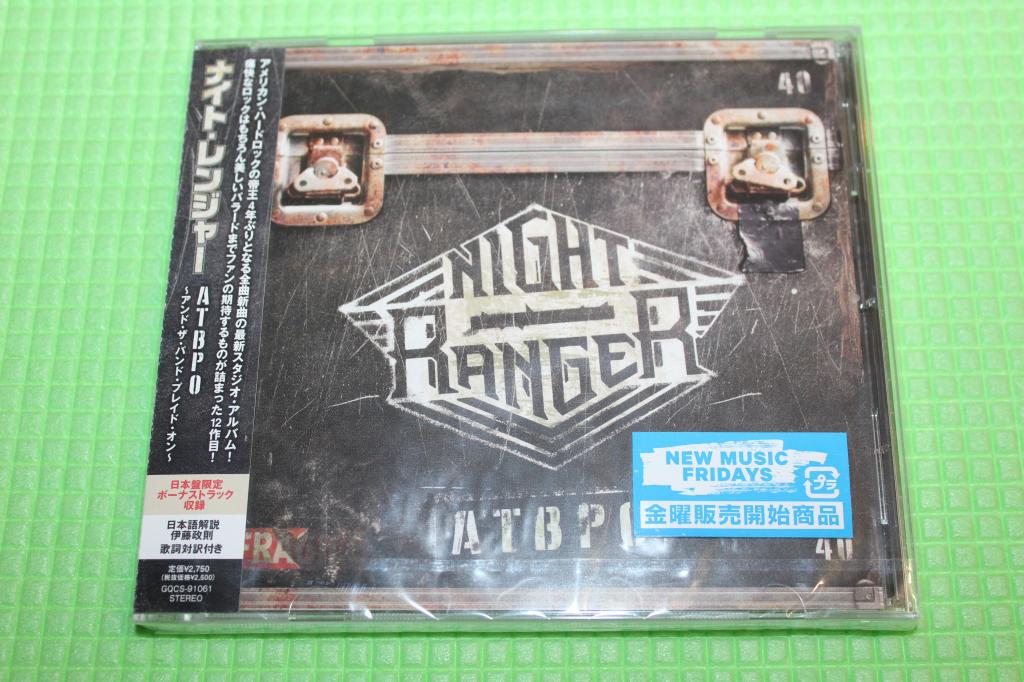 アメリカン・ハードロックの帝王4年ぶりとなる全曲新曲の最新スタジオ・アルバム!
痛快なロックはもちろん美しいバラードまでファンの期待するものが詰まった12作目!
ナイト・レンジャー
ATBPO
~アンド・ザ・バンド・プレイド・オン~
日本盤限定
ボーナストラック
収録
日本語解説
伊藤政則
歌詞対訳付き
定価¥2,750
(税抜価格¥2,500)
GQCS-91061
STEREO
40
NIGHT
RANGER
NEW MUSIC
FRIDAYS
プラ
金曜販売開始商品
ATBPO
40